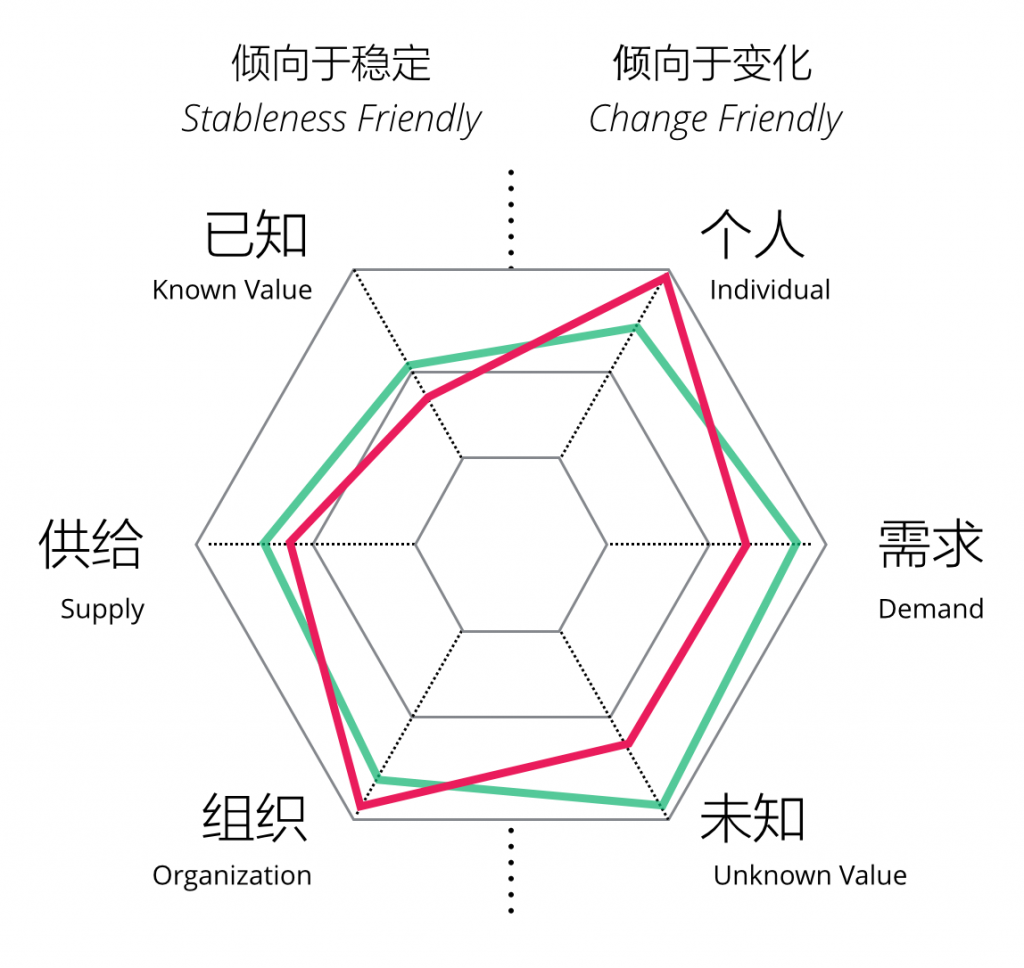 倾向于稳定
Stableness Friendly
倾向于变化
Change Friendly
已知
Known Value
个人
Individual
供给
Supply
需求
Demand
组织
Organization
未知
Unknown Value